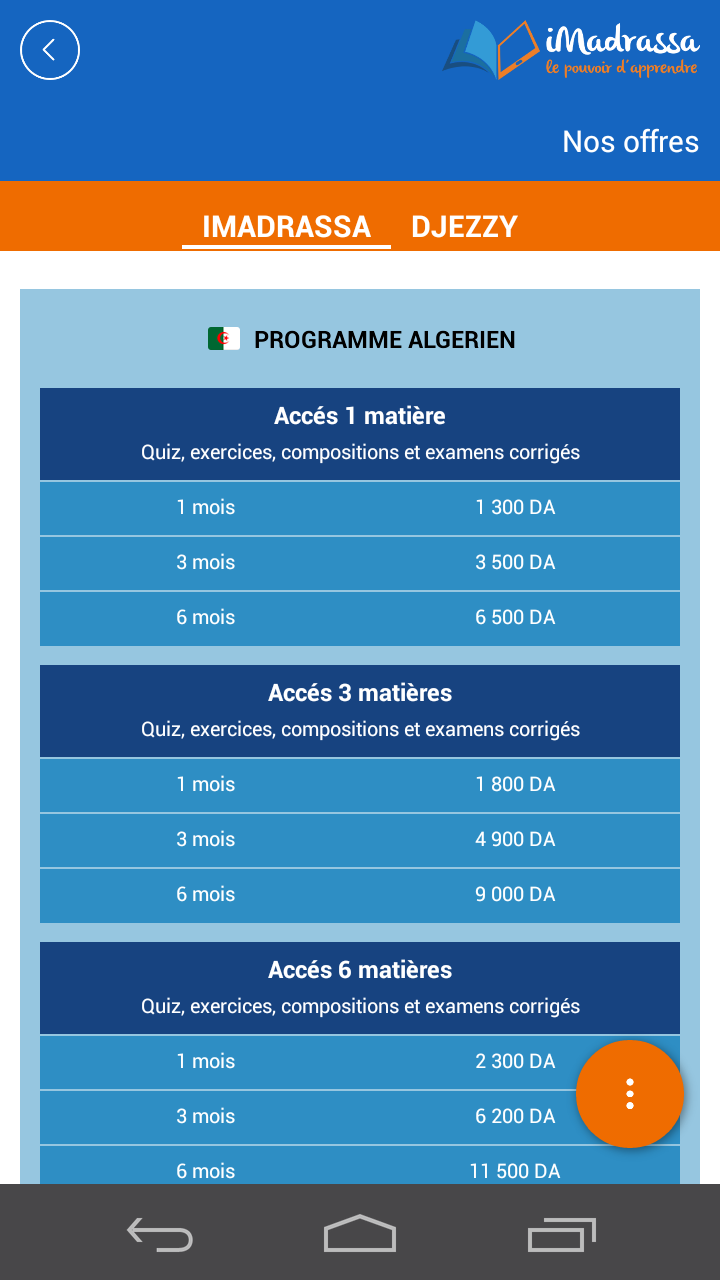 iMadrassa
le pouvoir d'apprendre
Nos offres
IMADRASSA DJEZZY
PROGRAMME ALGERIEN
Accés 1 matière
Quiz, exercices, compositions et examens corrigés
1 mois 1 300 DA
3 mois 3 500 DA
6 mois 6 500 DA
Accés 3 matières
Quiz, exercices, compositions et examens corrigés
1 mois 1 800 DA
3 mois 4 900 DA
6 mois 9 000 DA
Accés 6 matières
Quiz, exercices, compositions et examens corrigés
1 mois 2 300 DA
3 mois 6 200 DA
6 mois 11 500 DA